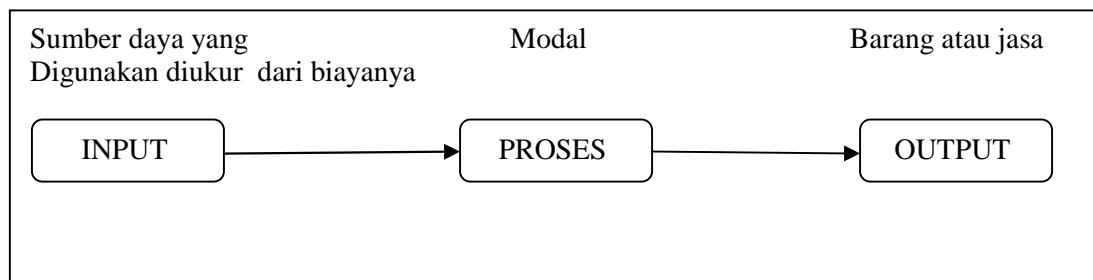 Sumber daya yang Modal Barang atau jasa
Digunakan diukur dari biayanya
INPUT PROSES OUTPUT